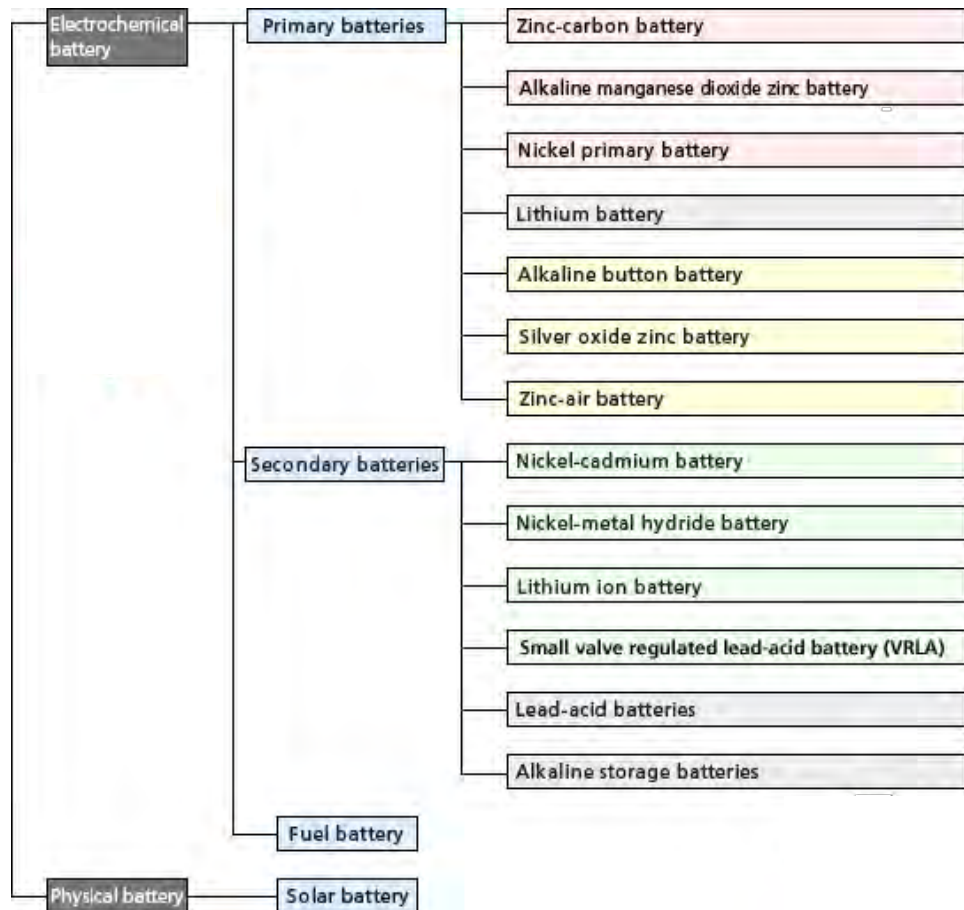 Electrochemical
battery
Primary batteries
Zinc-carbon battery
Alkaline manganese dioxide zinc battery
Nickel primary battery
Lithium battery
Alkaline button battery
Silver oxide zinc battery
Zinc-air battery
Secondary batteries
Nickel-cadmium battery
Nickel-metal hydride battery
Lithium ion battery
Small valve regulated lead-acid battery (VRLA)
Lead-acid batteries
Alkaline storage batteries
Fuel battery
Physical battery
Solar battery